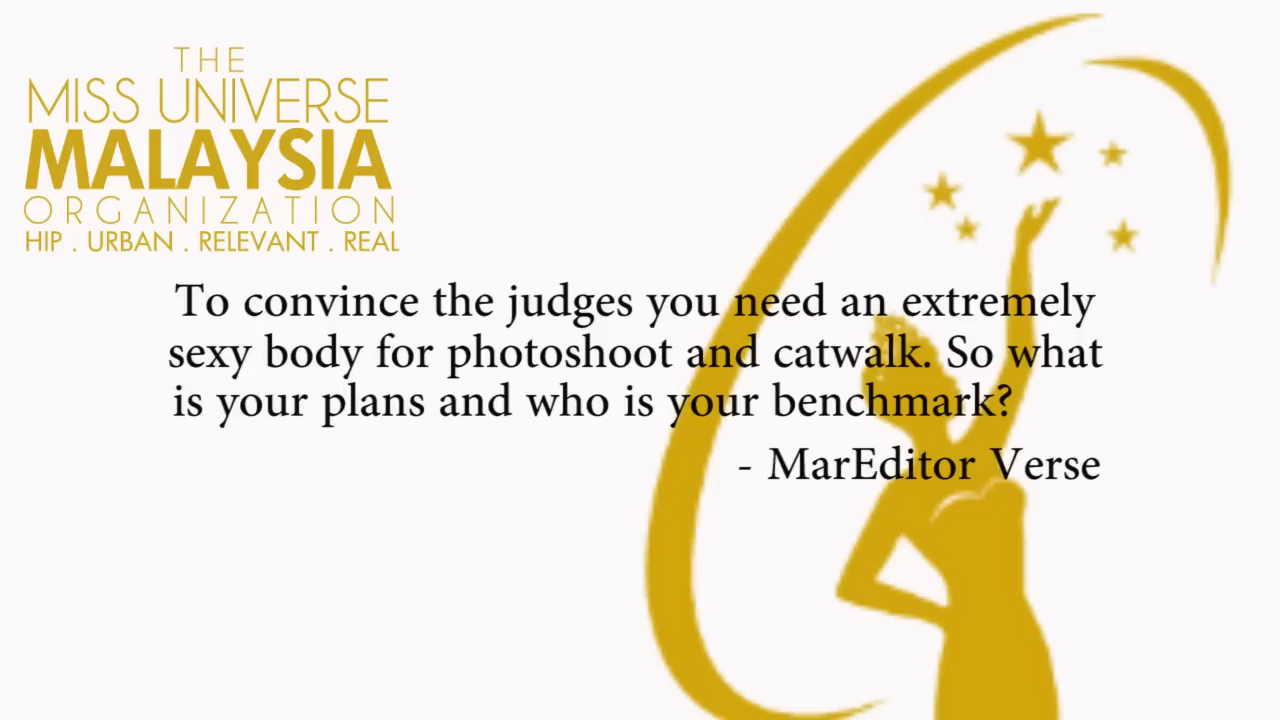 THE
MISS UNIVERSE
MALAYSIA
ORGANIZATION
HIP . URBAN . RELEVANT . REAL
To convince the judges you need an extremely
sexy body for photoshoot and catwalk. So what
is your plans and who is your benchmark?
- MarEditor Verse